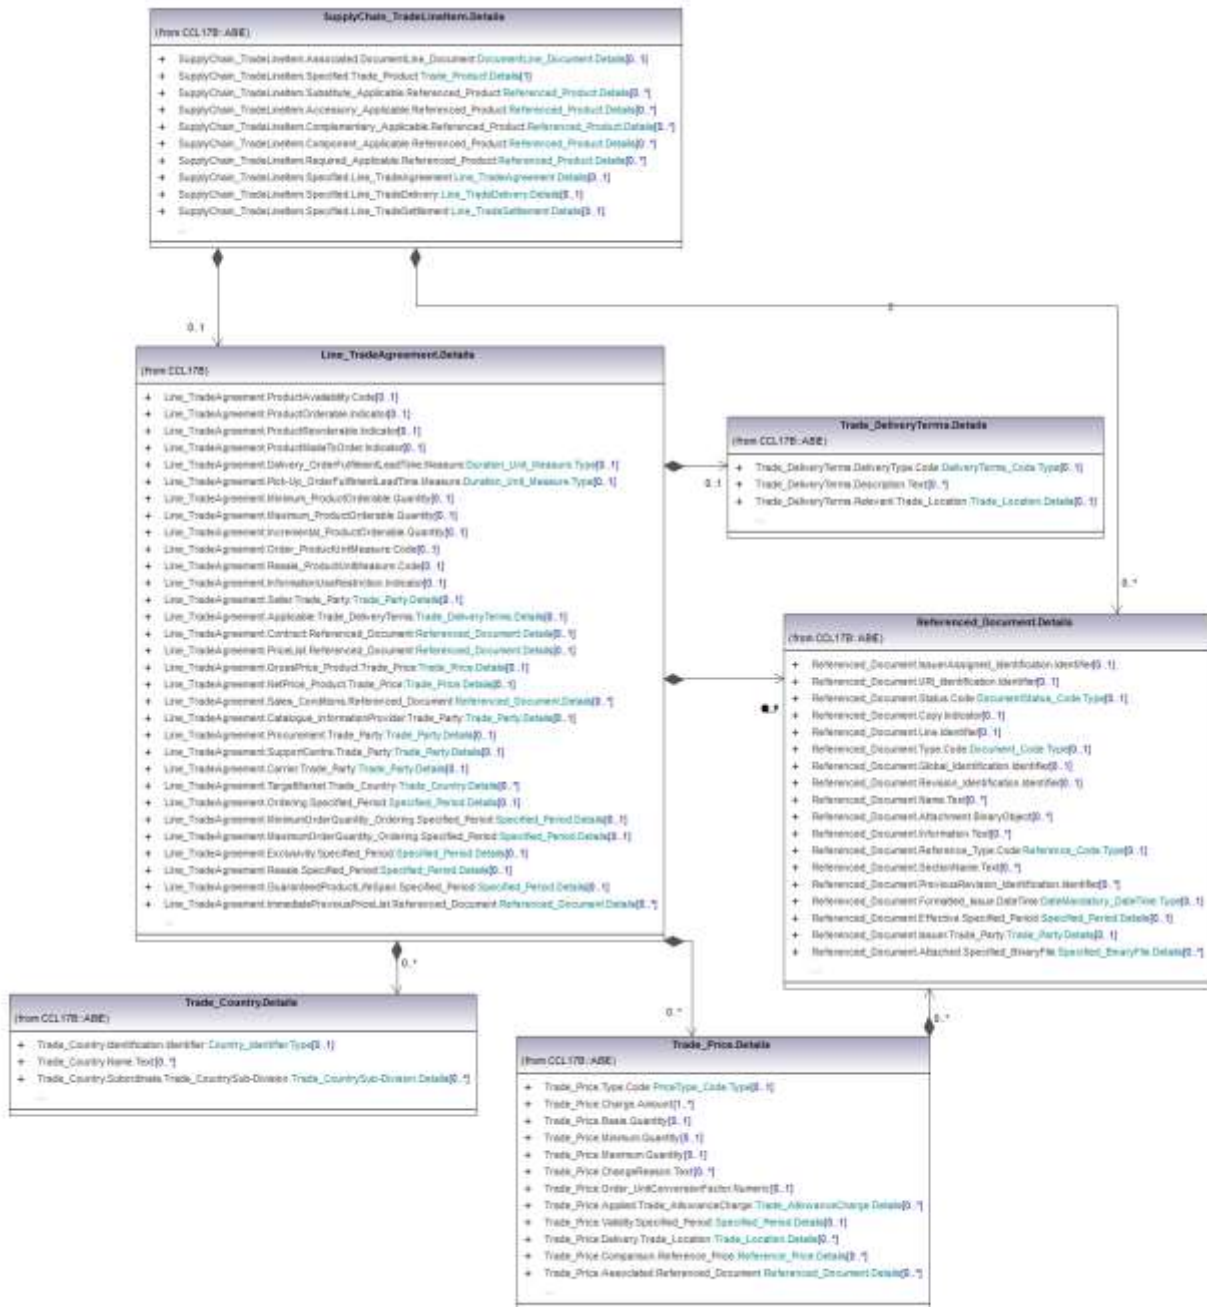 SupplyChain_TradeLineItem.Details
(from CCL17B::ABIE)
+ SupplyChain_TradeLineItem.Associated.DocumentLine_Document:DocumentLine_Document.Details[0..1]
+ SupplyChain_TradeLineItem.Specified.Trade_Product:Trade_Product.Details[1]
+ SupplyChain_TradeLineItem.Substitute_Applicable.Referenced_Product:Referenced_Product.Details[0..*]
+ SupplyChain_TradeLineItem.Accessory_Applicable.Referenced_Product:Referenced_Product.Details[0..*]
+ SupplyChain_TradeLineItem.Complementary_Applicable.Referenced_Product:Referenced_Product.Details[0..*]
+ SupplyChain_TradeLineItem.Component_Applicable.Referenced_Product:Referenced_Product.Details[0..*]
+ SupplyChain_TradeLineItem.Required_Applicable.Referenced_Product:Referenced_Product.Details[0..*]
+ SupplyChain_TradeLineItem.Specified.Line_TradeAgreement:Line_TradeAgreement.Details[0..1]
+ SupplyChain_TradeLineItem.Specified.Line_TradeDelivery:Line_TradeDelivery.Details[0..1]
+ SupplyChain_TradeLineItem.Specified.Line_TradeSettlement:Line_TradeSettlement.Details[0..1]
...
0..1
Line_TradeAgreement.Details
(from CCL17B)
+ Line_TradeAgreement.ProductAvailability.Code[0..1]
+ Line_TradeAgreement.ProductOrderable.Indicator[0..1]
+ Line_TradeAgreement.ProductReorderable.Indicator[0..1]
+ Line_TradeAgreement.ProductMadeToOrder.Indicator[0..1]
+ Line_TradeAgreement.Delivery_OrderFulfilmentLeadTime.Measure:Duration_Unit_Measure.Type[0..1]
+ Line_TradeAgreement.Pick-Up_OrderFulfilmentLeadTime.Measure:Duration_Unit_Measure.Type[0..1]
+ Line_TradeAgreement.Minimum_ProductOrderable.Quantity[0..1]
+ Line_TradeAgreement.Maximum_ProductOrderable.Quantity[0..1]
+ Line_TradeAgreement.Incremental_ProductOrderable.Quantity[0..1]
+ Line_TradeAgreement.Order_ProductUnitMeasure.Code[0..1]
+ Line_TradeAgreement.Resale_ProductUnitMeasure.Code[0..1]
+ Line_TradeAgreement.InformationUseRestriction.Indicator[0..1]
+ Line_TradeAgreement.Seller.Trade_Party:Trade_Party.Details[0..1]
+ Line_TradeAgreement.Applicable.Trade_DeliveryTerms:Trade_DeliveryTerms.Details[0..1]
+ Line_TradeAgreement.Contract.Referenced_Document:Referenced_Document.Details[0..1]
+ Line_TradeAgreement.PriceList.Referenced_Document:Referenced_Document.Details[0..1]
+ Line_TradeAgreement.GrossPrice_Product.Trade_Price:Trade_Price.Details[0..1]
+ Line_TradeAgreement.NetPrice_Product.Trade_Price:Trade_Price.Details[0..1]
+ Line_TradeAgreement.Sales_Conditions.Referenced_Document:Referenced_Document.Details[0..*]
+ Line_TradeAgreement.Catalogue_InformationProvider.Trade_Party:Trade_Party.Details[0..1]
+ Line_TradeAgreement.Procurement.Trade_Party:Trade_Party.Details[0..1]
+ Line_TradeAgreement.SupportCentre.Trade_Party:Trade_Party.Details[0..1]
+ Line_TradeAgreement.Carrier.Trade_Party:Trade_Party.Details[0..1]
+ Line_TradeAgreement.TargetMarket.Trade_Country:Trade_Country.Details[0..*]
+ Line_TradeAgreement.Ordering.Specified_Period:Specified_Period.Details[0..1]
+ Line_TradeAgreement.MinimumOrderQuantity_Ordering.Specified_Period:Specified_Period.Details[0..1]
+ Line_TradeAgreement.MaximumOrderQuantity_Ordering.Specified_Period:Specified_Period.Details[0..1]
+ Line_TradeAgreement.Exclusivity.Specified_Period:Specified_Period.Details[0..1]
+ Line_TradeAgreement.Resale.Specified_Period:Specified_Period.Details[0..1]
+ Line_TradeAgreement.GuaranteedProductLifeSpan.Specified_Period:Specified_Period.Details[0..1]
+ Line_TradeAgreement.ImmediatePreviousPriceList.Referenced_Document:Referenced_Document.Details[0..*]
...
Trade_DeliveryTerms.Details
(from CCL17B::ABIE)
+ Trade_DeliveryTerms.DeliveryType.Code:DeliveryTerms_Code.Type[0..1]
+ Trade_DeliveryTerms.Description.Text[0..*]
+ Trade_DeliveryTerms.Relevant.Trade_Location:Trade_Location.Details[0..1]
...
0..1
0..*
Referenced_Document.Details
(from CCL17B::ABIE)
+ Referenced_Document.IssuerAssigned_Identification.Identifier[0..1]
+ Referenced_Document.URI_Identification.Identifier[0..1]
+ Referenced_Document.Status.Code:DocumentStatus_Code.Type[0..1]
+ Referenced_Document.Copy.Indicator[0..1]
+ Referenced_Document.Line.Identifier[0..1]
+ Referenced_Document.Type.Code:Document_Code.Type[0..1]
+ Referenced_Document.Global_Identification.Identifier[0..1]
+ Referenced_Document.Revision_Identification.Identifier[0..1]
+ Referenced_Document.Name.Text[0..*]
+ Referenced_Document.Attachment.BinaryObject[0..*]
+ Referenced_Document.Information.Text[0..*]
+ Referenced_Document.Reference_Type.Code:Reference_Code.Type[0..1]
+ Referenced_Document.SectionName.Text[0..*]
+ Referenced_Document.PreviousRevision_Identification.Identifier[0..*]
+ Referenced_Document.Formatted_Issue.DateTime:DateMandatory_DateTime.Type[0..1]
+ Referenced_Document.Effective.Specified_Period:Specified_Period.Details[0..1]
+ Referenced_Document.Issuer.Trade_Party:Trade_Party.Details[0..1]
+ Referenced_Document.Attached.Specified_BinaryFile:Specified_BinaryFile.Details[0..*]
...
0..*
Trade_Country.Details
(from CCL17B::ABIE)
+ Trade_Country.Identification.Identifier:Country_Identifier.Type[0..1]
+ Trade_Country.Name.Text[0..*]
+ Trade_Country.Subordinate.Trade_CountrySub-Division:Trade_CountrySub-Division.Details[0..*]
...
0..*
0..*
Trade_Price.Details
(from CCL17B::ABIE)
+ Trade_Price.Type.Code:PriceType_Code.Type[0..1]
+ Trade_Price.Charge.Amount[1..*]
+ Trade_Price.Basis.Quantity[0..1]
+ Trade_Price.Minimum.Quantity[0..1]
+ Trade_Price.Maximum.Quantity[0..1]
+ Trade_Price.ChangeReason.Text[0..*]
+ Trade_Price.Order_UnitConversionFactor.Numeric[0..1]
+ Trade_Price.Applied.Trade_AllowanceCharge:Trade_AllowanceCharge.Details[0..*]
+ Trade_Price.Validity.Specified_Period:Specified_Period.Details[0..1]
+ Trade_Price.Delivery.Trade_Location:Trade_Location.Details[0..*]
+ Trade_Price.Comparison.Reference_Price:Reference_Price.Details[0..*]
+ Trade_Price.Associated.Referenced_Document:Referenced_Document.Details[0..*]
...